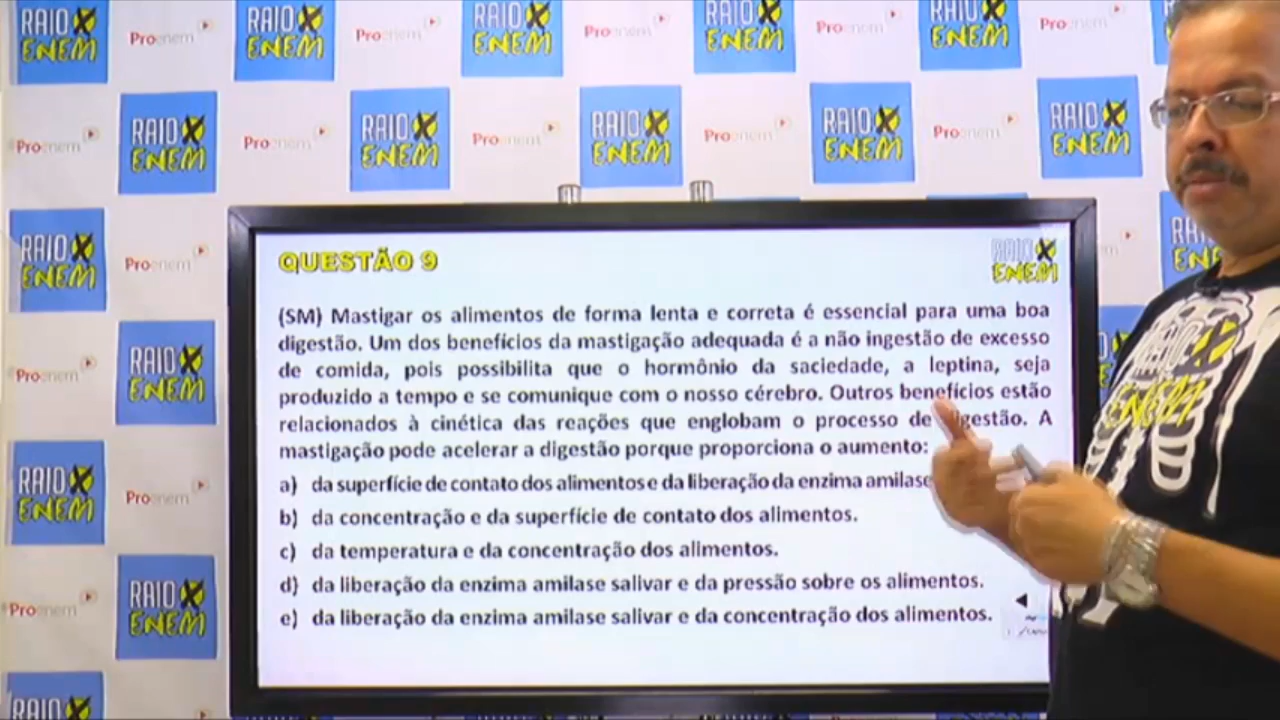 RAIO X ENEM
Proenem
QUESTÃO 9
(SM) Mastigar os alimentos de forma lenta e correta é essencial para uma boa
digestão. Um dos benefícios da mastigação adequada é a não ingestão de excesso
de comida, pois possibilita que o hormônio da saciedade, a leptina, seja
produzido a tempo e se comunique com o nosso cérebro. Outros benefícios estão
relacionados à cinética das reações que englobam o processo de digestão. A
mastigação pode acelerar a digestão porque proporciona o aumento:
a) da superfície de contato dos alimentos e da liberação da enzima amilase
b) da concentração e da superfície de contato dos alimentos.
c) da temperatura e da concentração dos alimentos.
d) da liberação da enzima amilase salivar e da pressão sobre os alimentos.
e) da liberação da enzima amilase salivar e da concentração dos alimentos.